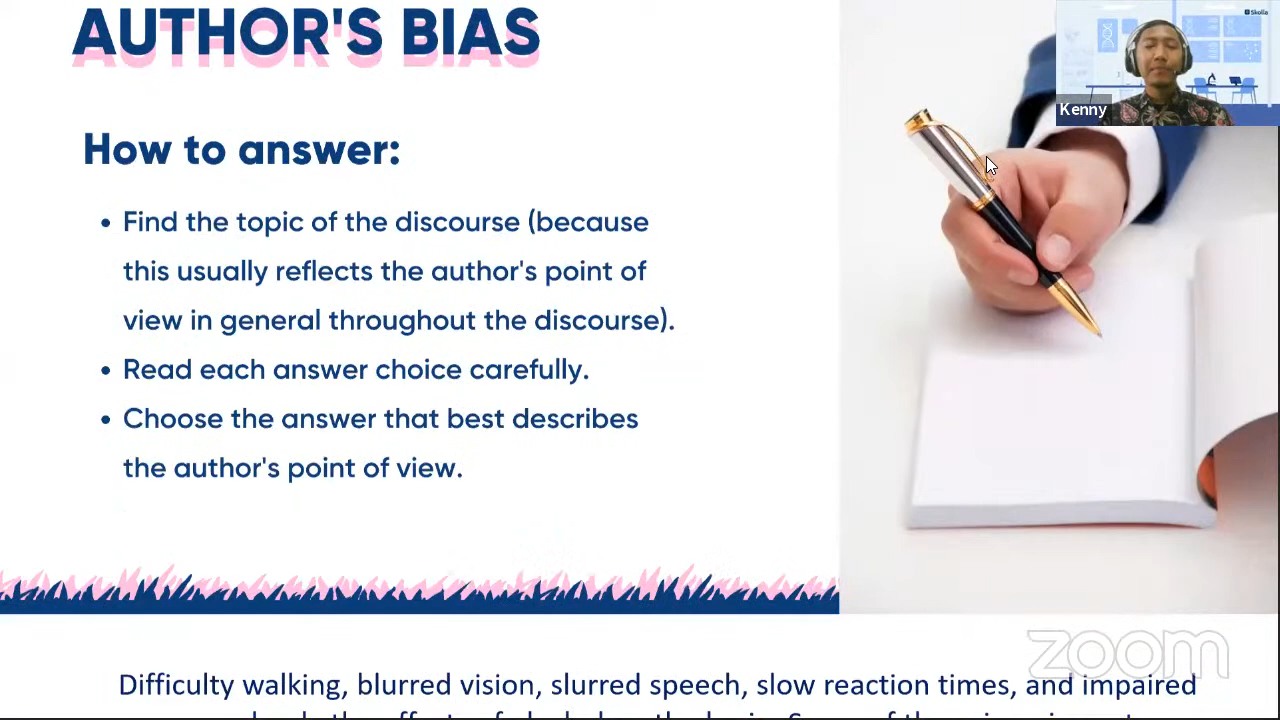 AUTHOR'S BIAS
Skolla
Kenny
How to answer:
• Find the topic of the discourse (because
this usually reflects the author's point of
view in general throughout the discourse).
• Read each answer choice carefully.
• Choose the answer that best describes
the author's point of view.
zoom
Difficulty walking, blurred vision, slurred speech, slow reaction times, and impaired